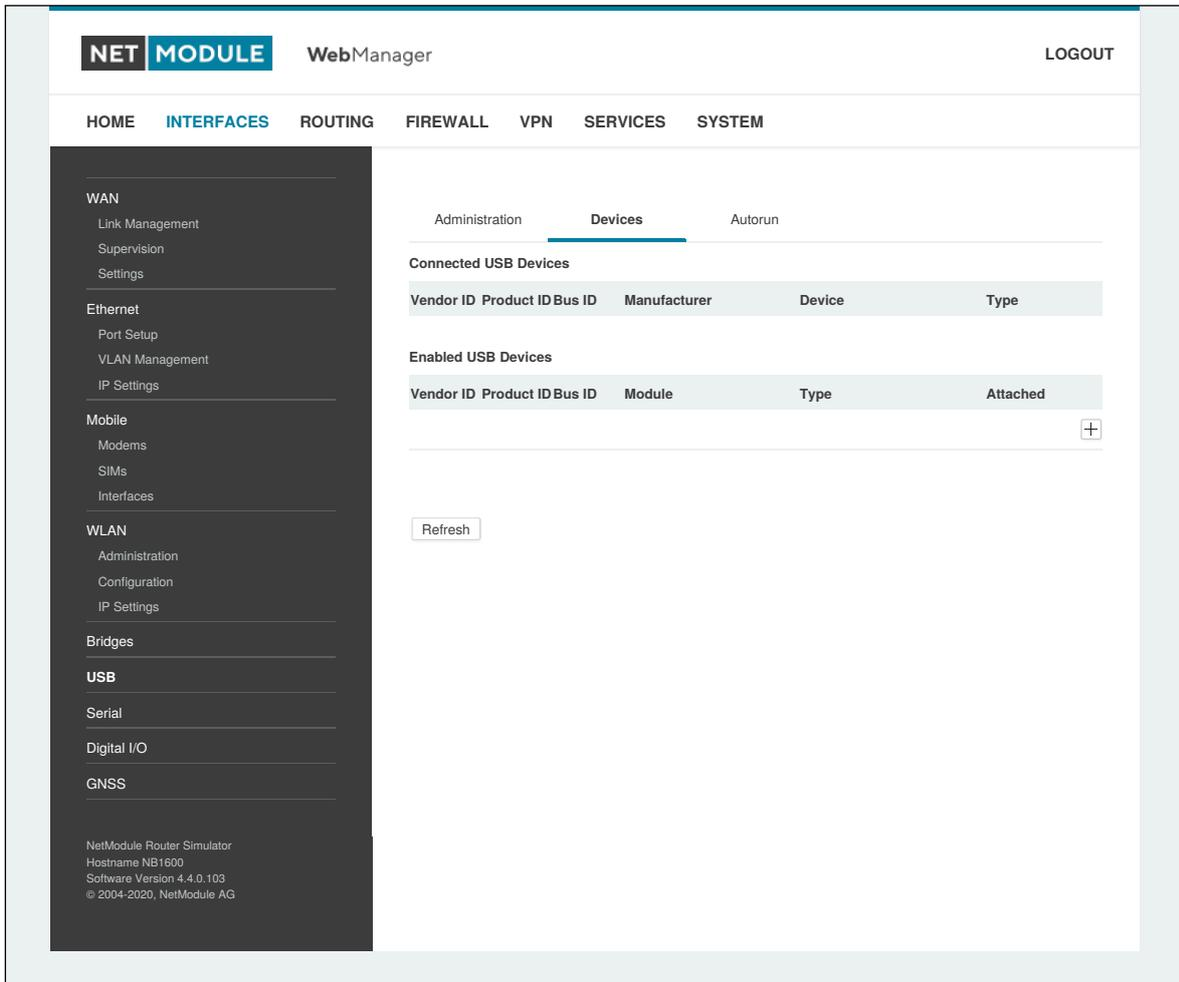 NET MODULE WebManager LOGOUT
HOME INTERFACES ROUTING FIREWALL VPN SERVICES SYSTEM
WAN
Link Management
Supervision
Settings
Ethernet
Port Setup
VLAN Management
IP Settings
Mobile
Modems
SIMs
Interfaces
WLAN
Administration
Configuration
IP Settings
Bridges
USB
Serial
Digital I/O
GNSS
NetModule Router Simulator
Hostname NB1600
Software Version 4.4.0.103
© 2004-2020, NetModule AG
Administration Devices Autorun
Connected USB Devices
Vendor ID Product ID Bus ID Manufacturer Device Type
Enabled USB Devices
Vendor ID Product ID Bus ID Module Type Attached
Refresh